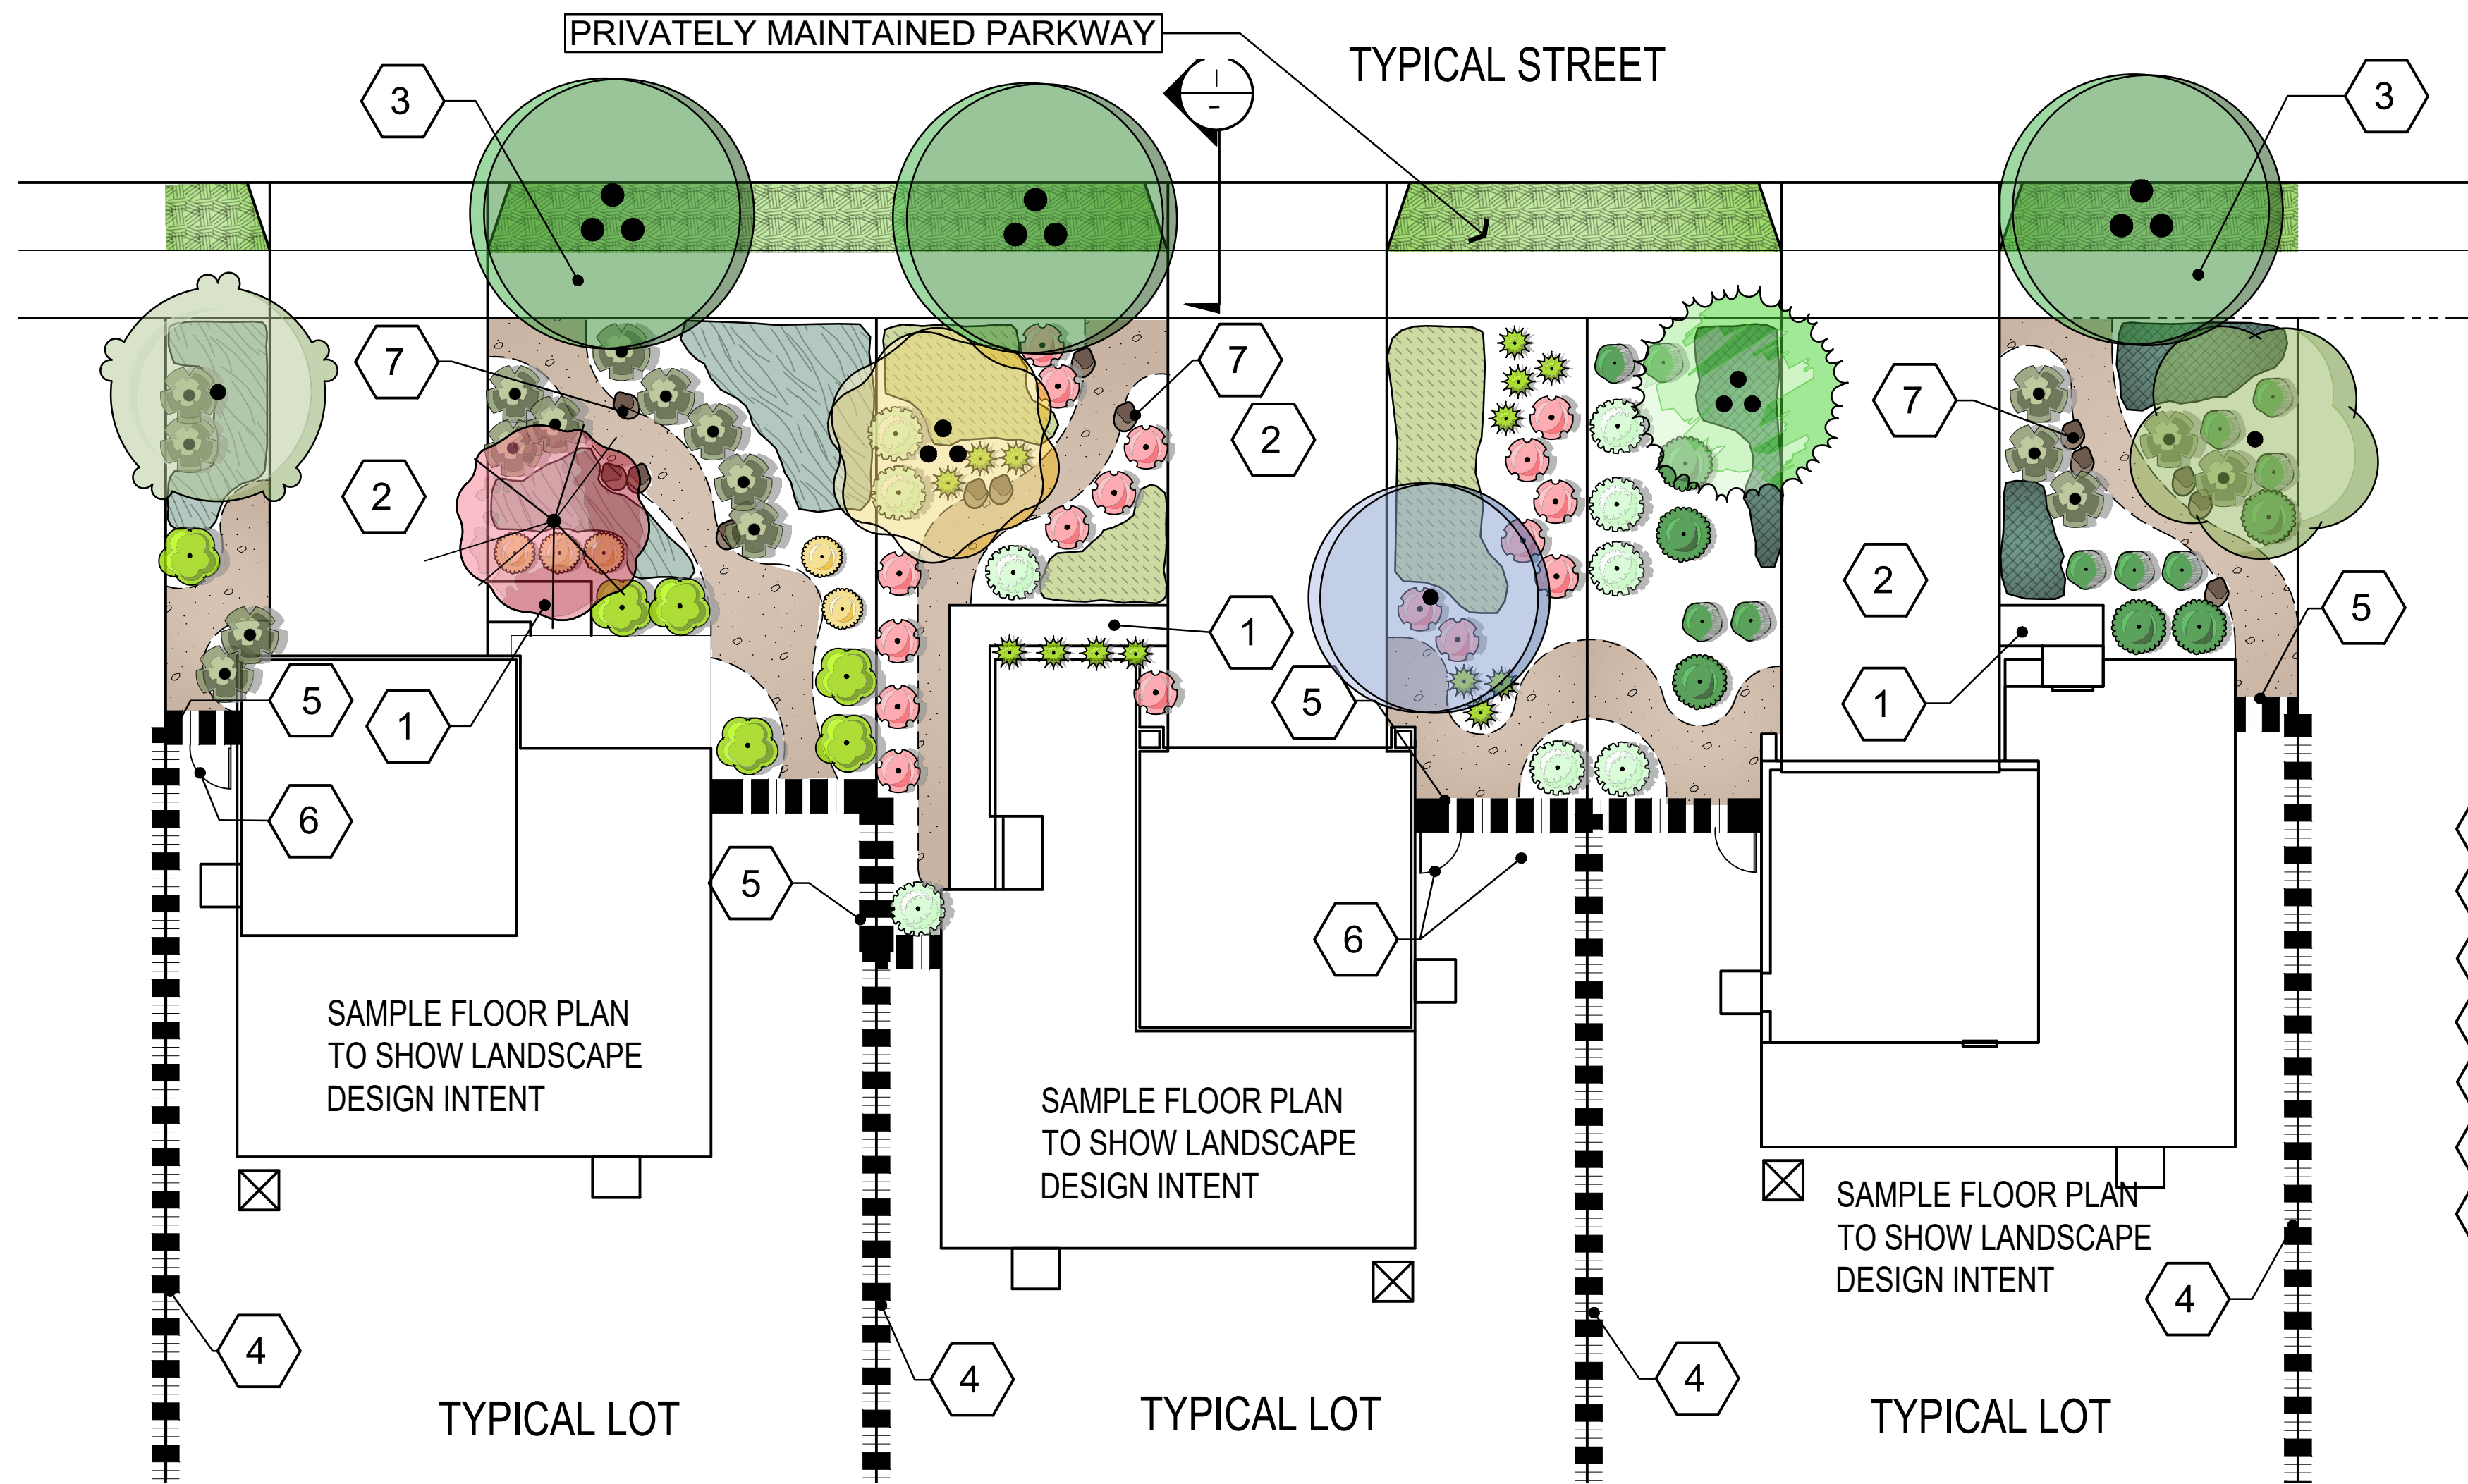 PRIVATELY MAINTAINED PARKWAY
TYPICAL STREET
3
3
I
-
7
7
7
2
2
2
5
1
5
1
5
1
6
5
6
SAMPLE FLOOR PLAN
TO SHOW LANDSCAPE
DESIGN INTENT
SAMPLE FLOOR PLAN
TO SHOW LANDSCAPE
DESIGN INTENT
SAMPLE FLOOR PLAN
TO SHOW LANDSCAPE
DESIGN INTENT
4
4
4
4
TYPICAL LOT
TYPICAL LOT
TYPICAL LOT